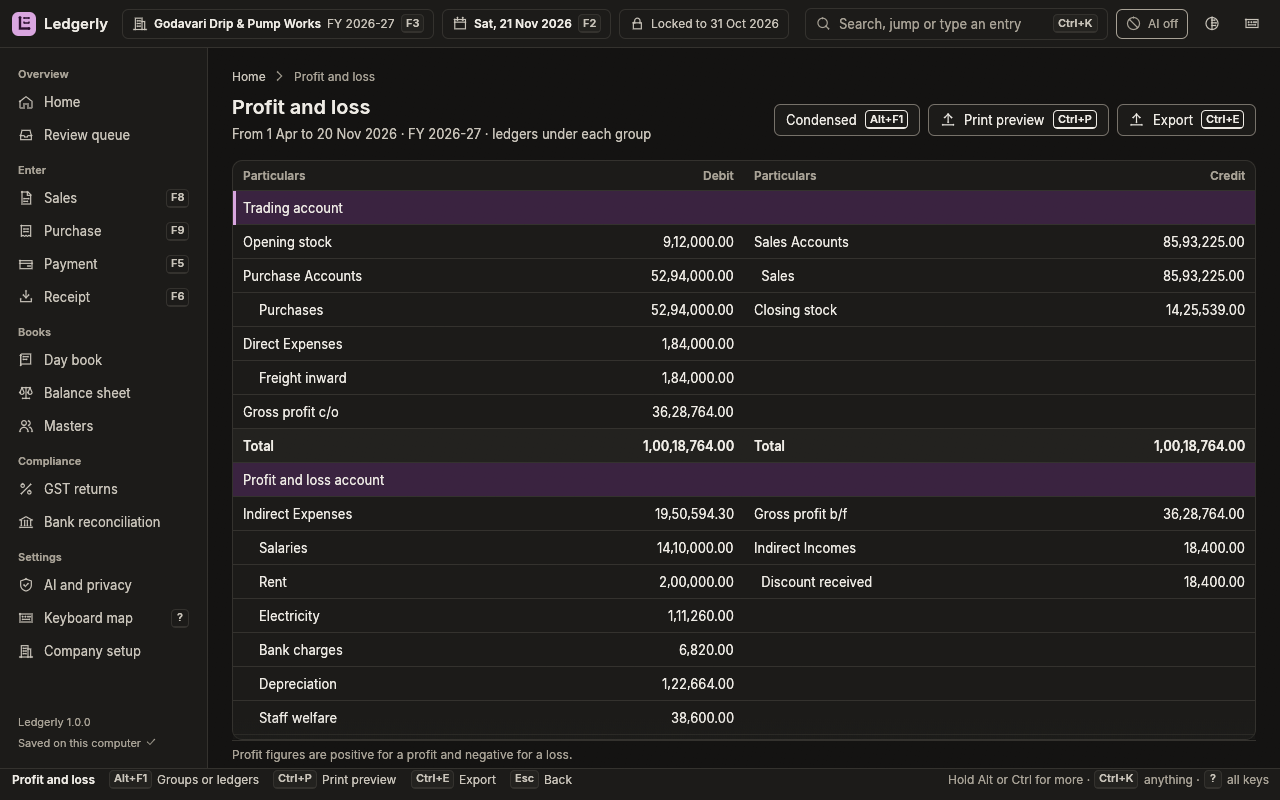 Ledgerly
Godavari Drip & Pump Works FY 2026-27 F3
Sat, 21 Nov 2026 F2
Locked to 31 Oct 2026
Search, jump or type an entry Ctrl+K
AI off
Overview
Home
Review queue
Enter
Sales F8
Purchase F9
Payment F5
Receipt F6
Books
Day book
Balance sheet
Masters
Compliance
GST returns
Bank reconciliation
Settings
AI and privacy
Keyboard map ?
Company setup
Ledgerly 1.0.0
Saved on this computer
Home Profit and loss
Profit and loss
From 1 Apr to 20 Nov 2026 · FY 2026-27 · ledgers under each group
Condensed Alt+F1
Print preview Ctrl+P
Export Ctrl+E
Particulars Debit Particulars Credit
Trading account
Opening stock 9,12,000.00 Sales Accounts 85,93,225.00
Purchase Accounts 52,94,000.00 Sales 85,93,225.00
Purchases 52,94,000.00 Closing stock 14,25,539.00
Direct Expenses 1,84,000.00
Freight inward 1,84,000.00
Gross profit c/o 36,28,764.00
Total 1,00,18,764.00 Total 1,00,18,764.00
Profit and loss account
Indirect Expenses 19,50,594.30 Gross profit b/f 36,28,764.00
Salaries 14,10,000.00 Indirect Incomes 18,400.00
Rent 2,00,000.00 Discount received 18,400.00
Electricity 1,11,260.00
Bank charges 6,820.00
Depreciation 1,22,664.00
Staff welfare 38,600.00
Profit figures are positive for a profit and negative for a loss.
Profit and loss Alt+F1 Groups or ledgers Ctrl+P Print preview Ctrl+E Export Esc Back
Hold Alt or Ctrl for more · Ctrl+K anything · ? all keys